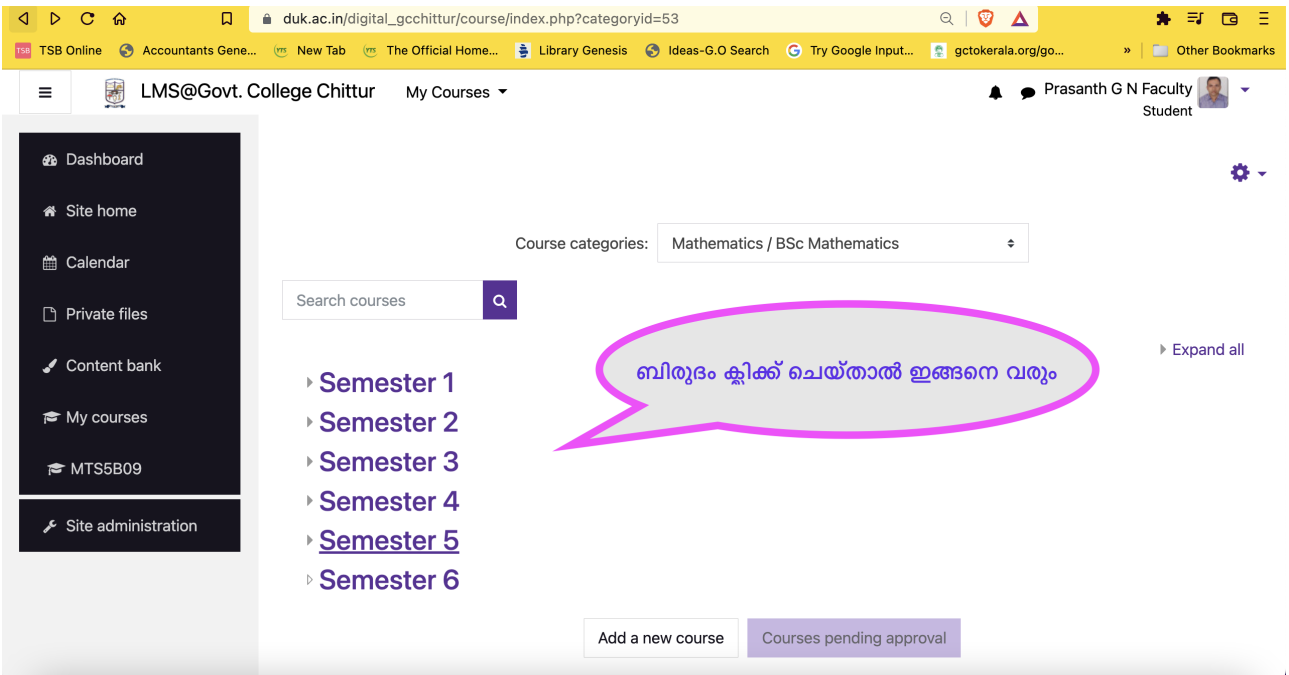 duk.ac.in/digital_gcchittur/course/index.php?categoryid=53
TSB TSB Online Accountants Gene... YTS New Tab YTS The Official Home... Library Genesis Ideas-G.O Search G Try Google Input... gctokerala.org/go... » Other Bookmarks
LMS@Govt. College Chittur My Courses Prasanth G N Faculty
Student
Dashboard
Site home
Calendar
Private files
Content bank
My courses
MTS5B09
Site administration
Course categories: Mathematics / BSc Mathematics
Search courses
Expand all
ബിരുദം ക്ലിക്ക് ചെയ്താൽ ഇങ്ങനെ വരും
Semester 1
Semester 2
Semester 3
Semester 4
Semester 5
Semester 6
Add a new course Courses pending approval